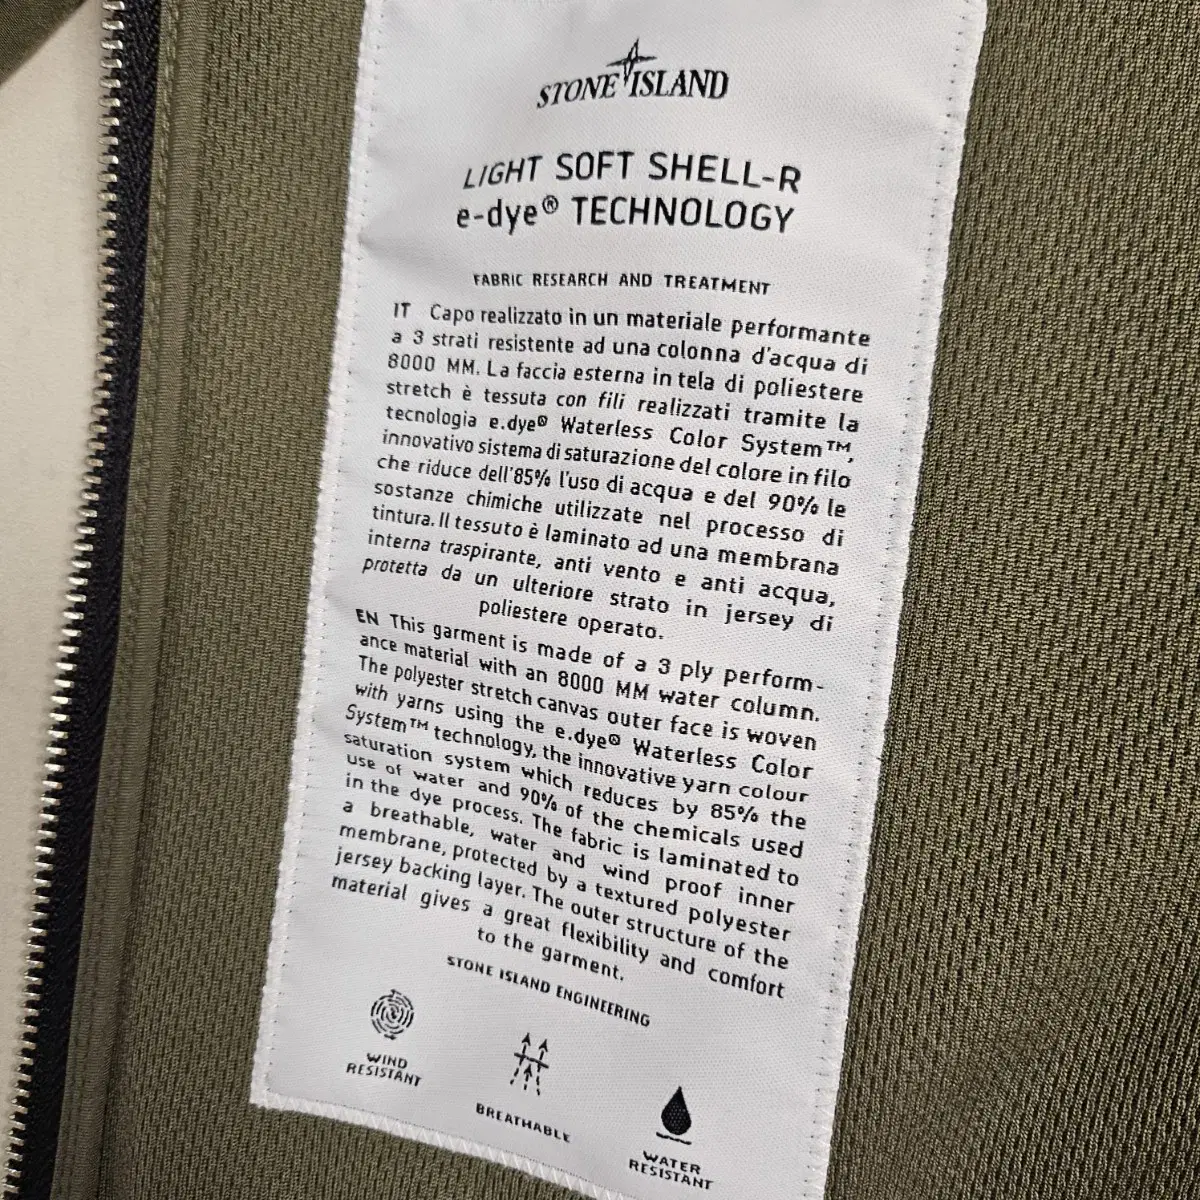 STONE ISLAND
LIGHT SOFT SHELL-R
e-dye® TECHNOLOGY
FABRIC RESEARCH AND TREATMENT
IT Capo realizzato in un materiale performante
a 3 strati resistente ad una colonna d'acqua di
8000 MM. La faccia esterna in tela di poliestere
stretch è tessuta con fili realizzati tramite la
tecnologia e.dye® Waterless Color System™,
innovativo sistema di saturazione del colore in filo
che riduce dell'85% l'uso di acqua e del 90% le
sostanze chimiche utilizzate nel processo di
tintura. Il tessuto è laminato ad una membrana
interna traspirante, anti vento e anti acqua,
protetta da un ulteriore strato in jersey di
poliestere operato.
EN This garment is made of a 3 ply perform-
ance material with an 8000 MM water column.
The polyester stretch canvas outer face is woven
with yarns using the e.dye® Waterless Color
System™ technology, the innovative yarn colour
saturation system which reduces by 85% the
use of water and 90% of the chemicals used
in the dye process. The fabric is laminated to
a breathable, water and wind proof inner
membrane, protected by a textured polyester
jersey backing layer. The outer structure of the
material gives a great flexibility and comfort
to the garment.
STONE ISLAND ENGINEERING
WIND
RESISTANT
BREATHABLE
WATER
RESISTANT